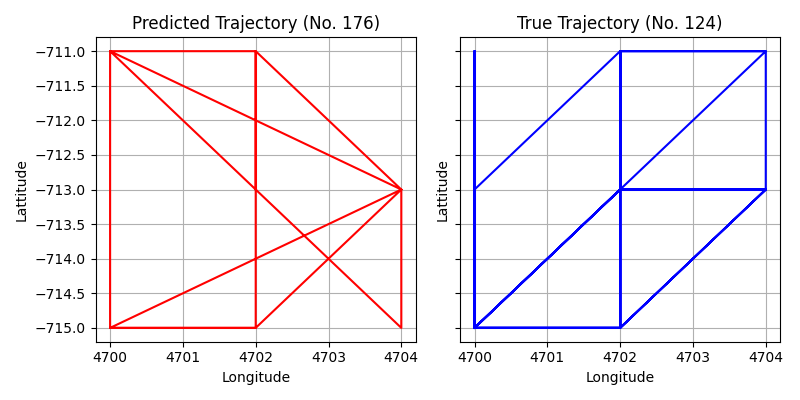 Predicted Trajectory (No. 176)
True Trajectory (No. 124)
−711.0
−711.5
−712.0
−712.5
−713.0
−713.5
−714.0
−714.5
−715.0
Lattitude
Lattitude
4700 4701 4702 4703 4704
4700 4701 4702 4703 4704
Longitude
Longitude